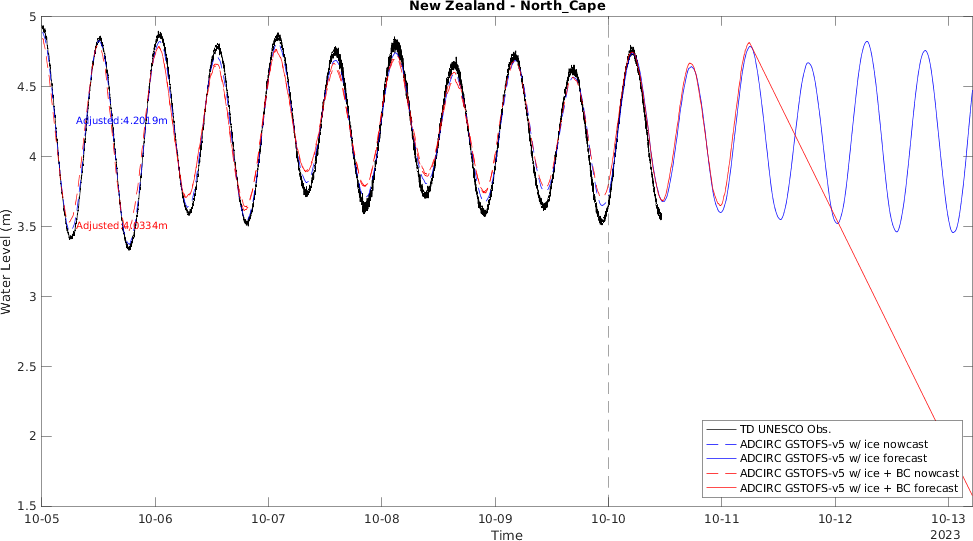 New Zealand - North_Cape
5
4.5
4
3.5
3
2.5
2
1.5
Water Level (m)
Adjusted:4.2019m
Adjusted:4.0334m
TD UNESCO Obs.
ADCIRC GSTOFS-v5 w/ ice nowcast
ADCIRC GSTOFS-v5 w/ ice forecast
ADCIRC GSTOFS-v5 w/ ice + BC nowcast
ADCIRC GSTOFS-v5 w/ ice + BC forecast
10-05 10-06 10-07 10-08 10-09 10-10 10-11 10-12 10-13
2023
Time